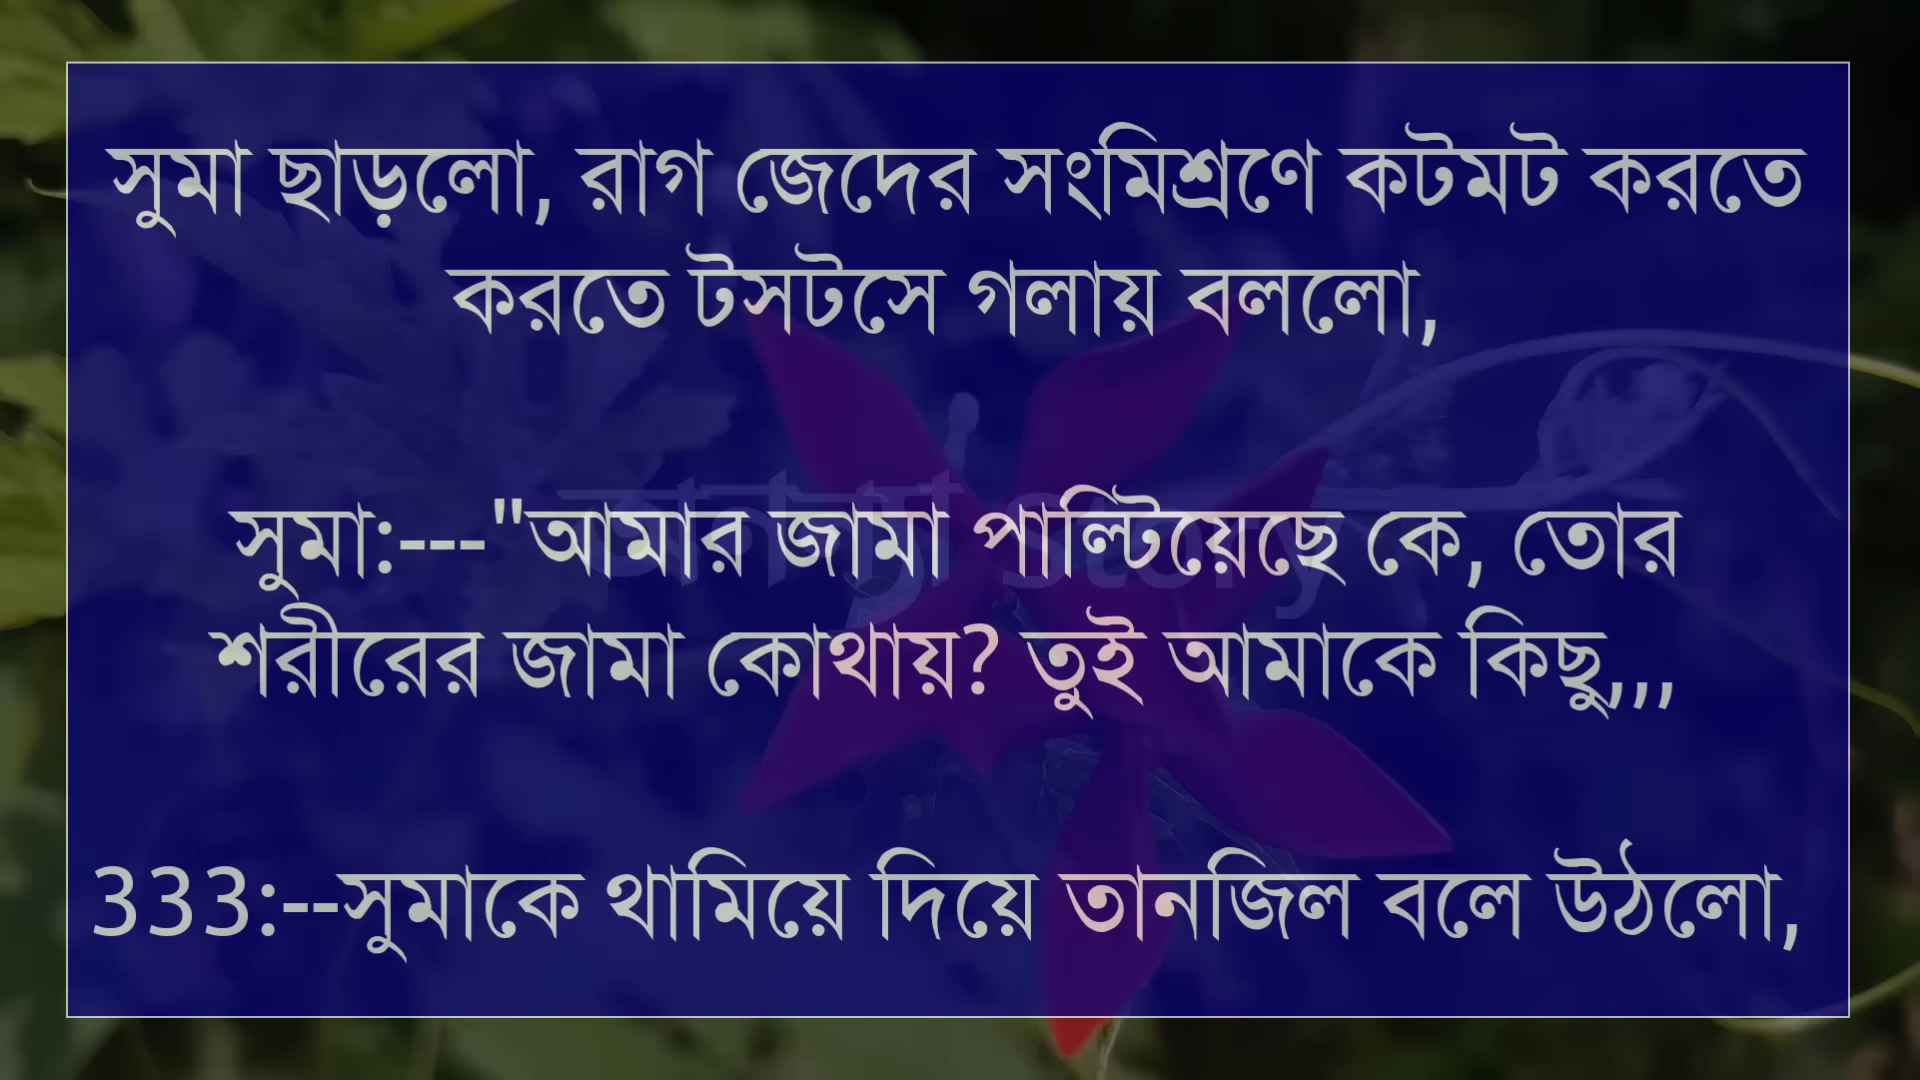 সুমা ছাড়লো, রাগ জেদের সংমিশ্রণে কটমট করতে
করতে টসটসে গলায় বললো,
সুমা:---"আমার জামা পাল্টিয়েছে কে, তোর
শরীরের জামা কোথায়? তুই আমাকে কিছু,,,
333:--সুমাকে থামিয়ে দিয়ে তানজিল বলে উঠলো,